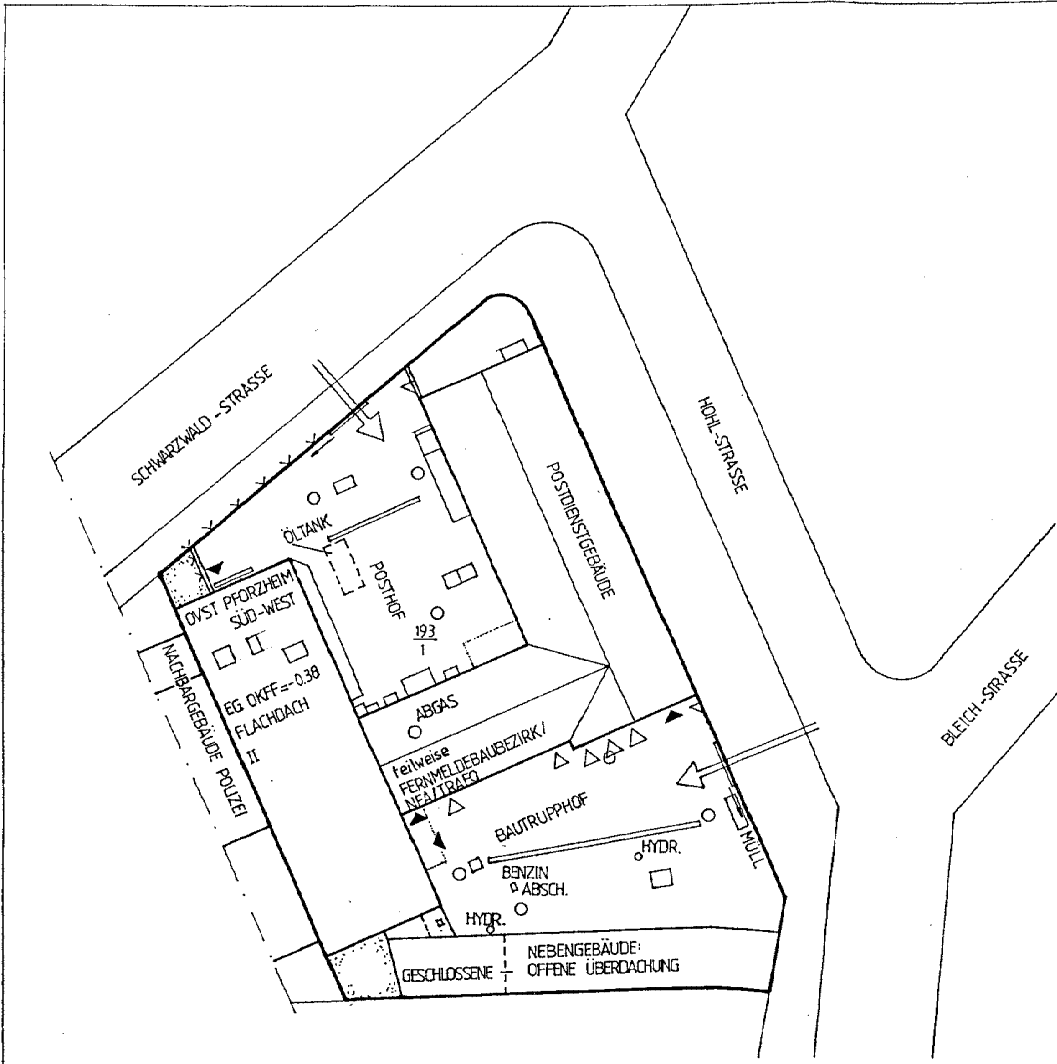 SCHWARZWALD - STRASSE
HOHL-STRASSE
BLEICH-STRASSE
POSTDIENSTGEBÄUDE
ÖLTANK
POSTHOF
193
1
OVST PFORZHEIM
SÜD-WEST
NACHBARGEBÄUDE POLIZEI
EG. OKFF=-0.38
FLACHDACH
II
ABGAS
teilweise
FERNMELDEBAUBEZIRK/
NEA/TRAFO
BAUTRUPPHOF
MÜLL
HYDR.
BENZIN
ABSCH.
HYDR.
NEBENGEBÄUDE:
GESCHLOSSENE - OFFENE ÜBERDACHUNG